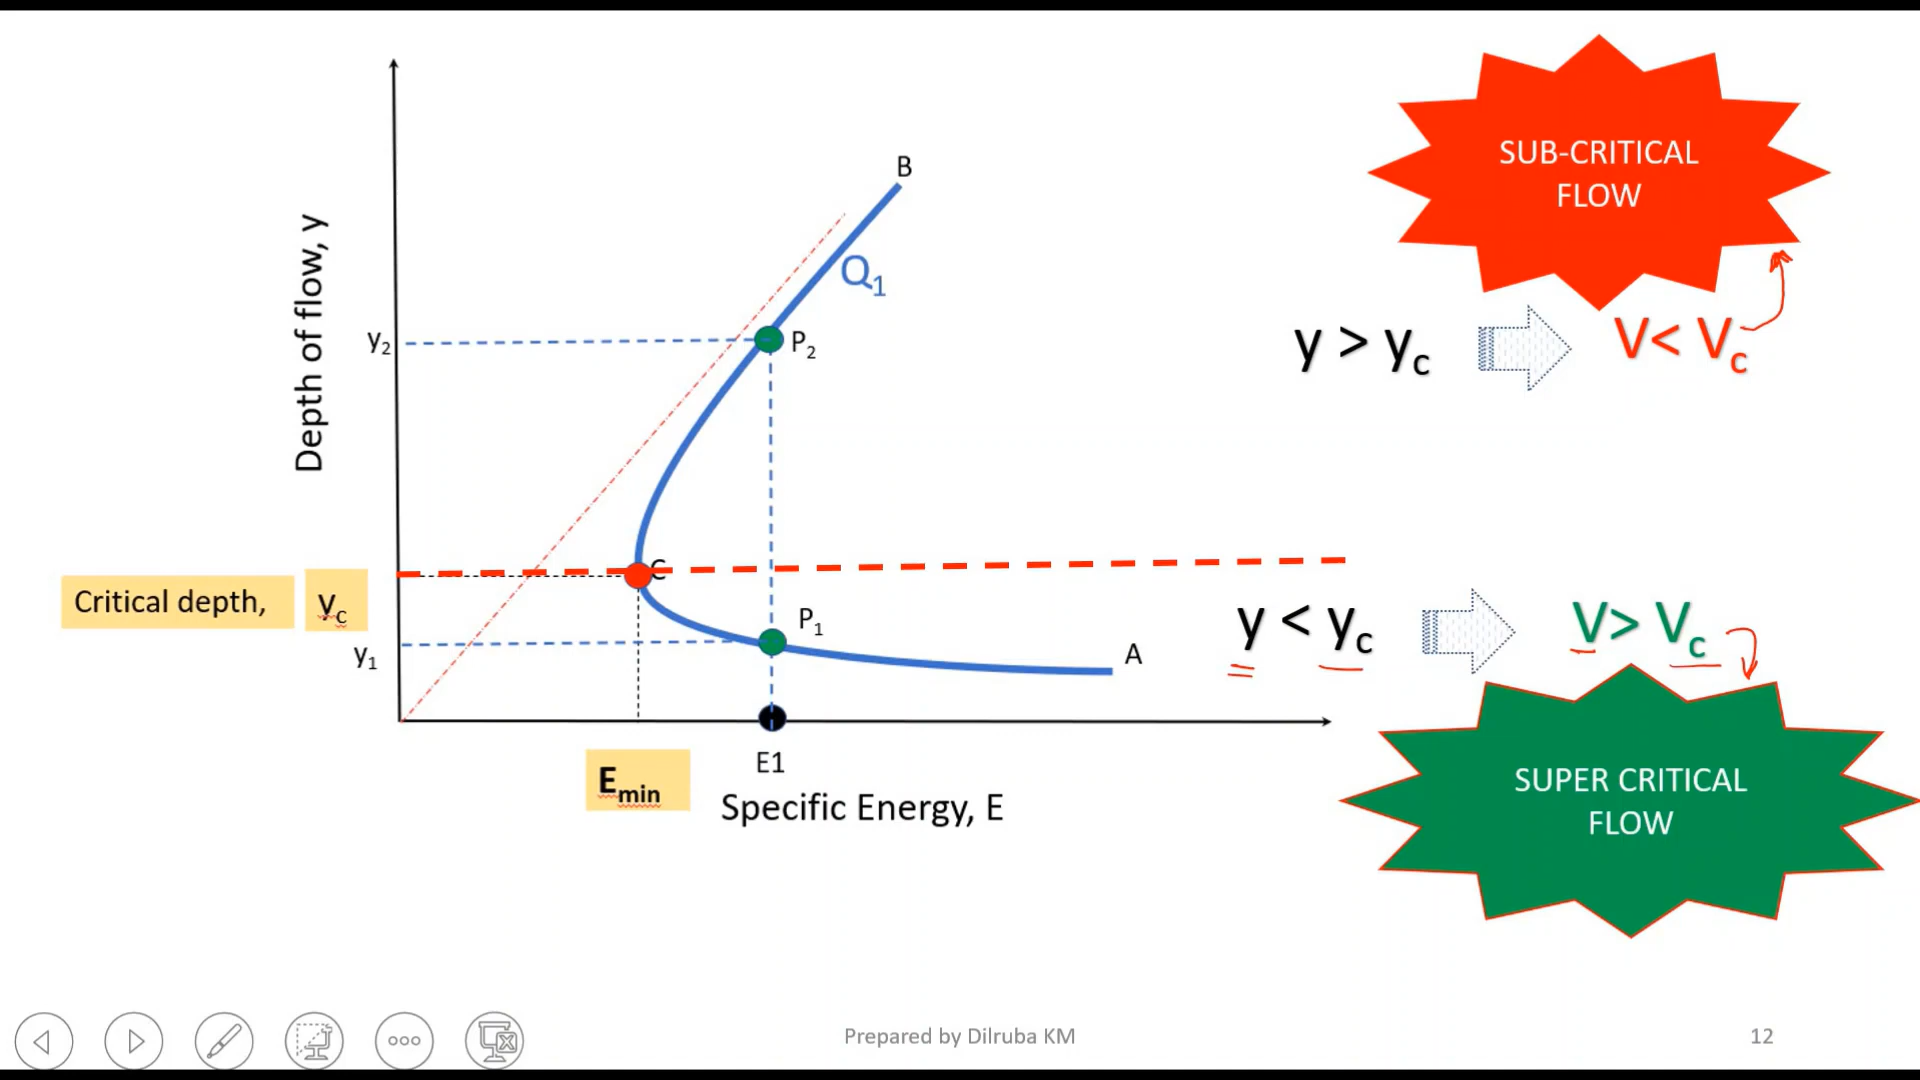 SUB-CRITICAL
FLOW
B
Depth of flow, y
Q1
y2
P2
y > yc
V< Vc
C
Critical depth,
yc
P1
y1
A
y < yc
V> Vc
Emin
E1
Specific Energy, E
SUPER CRITICAL
FLOW
Prepared by Dilruba KM
12